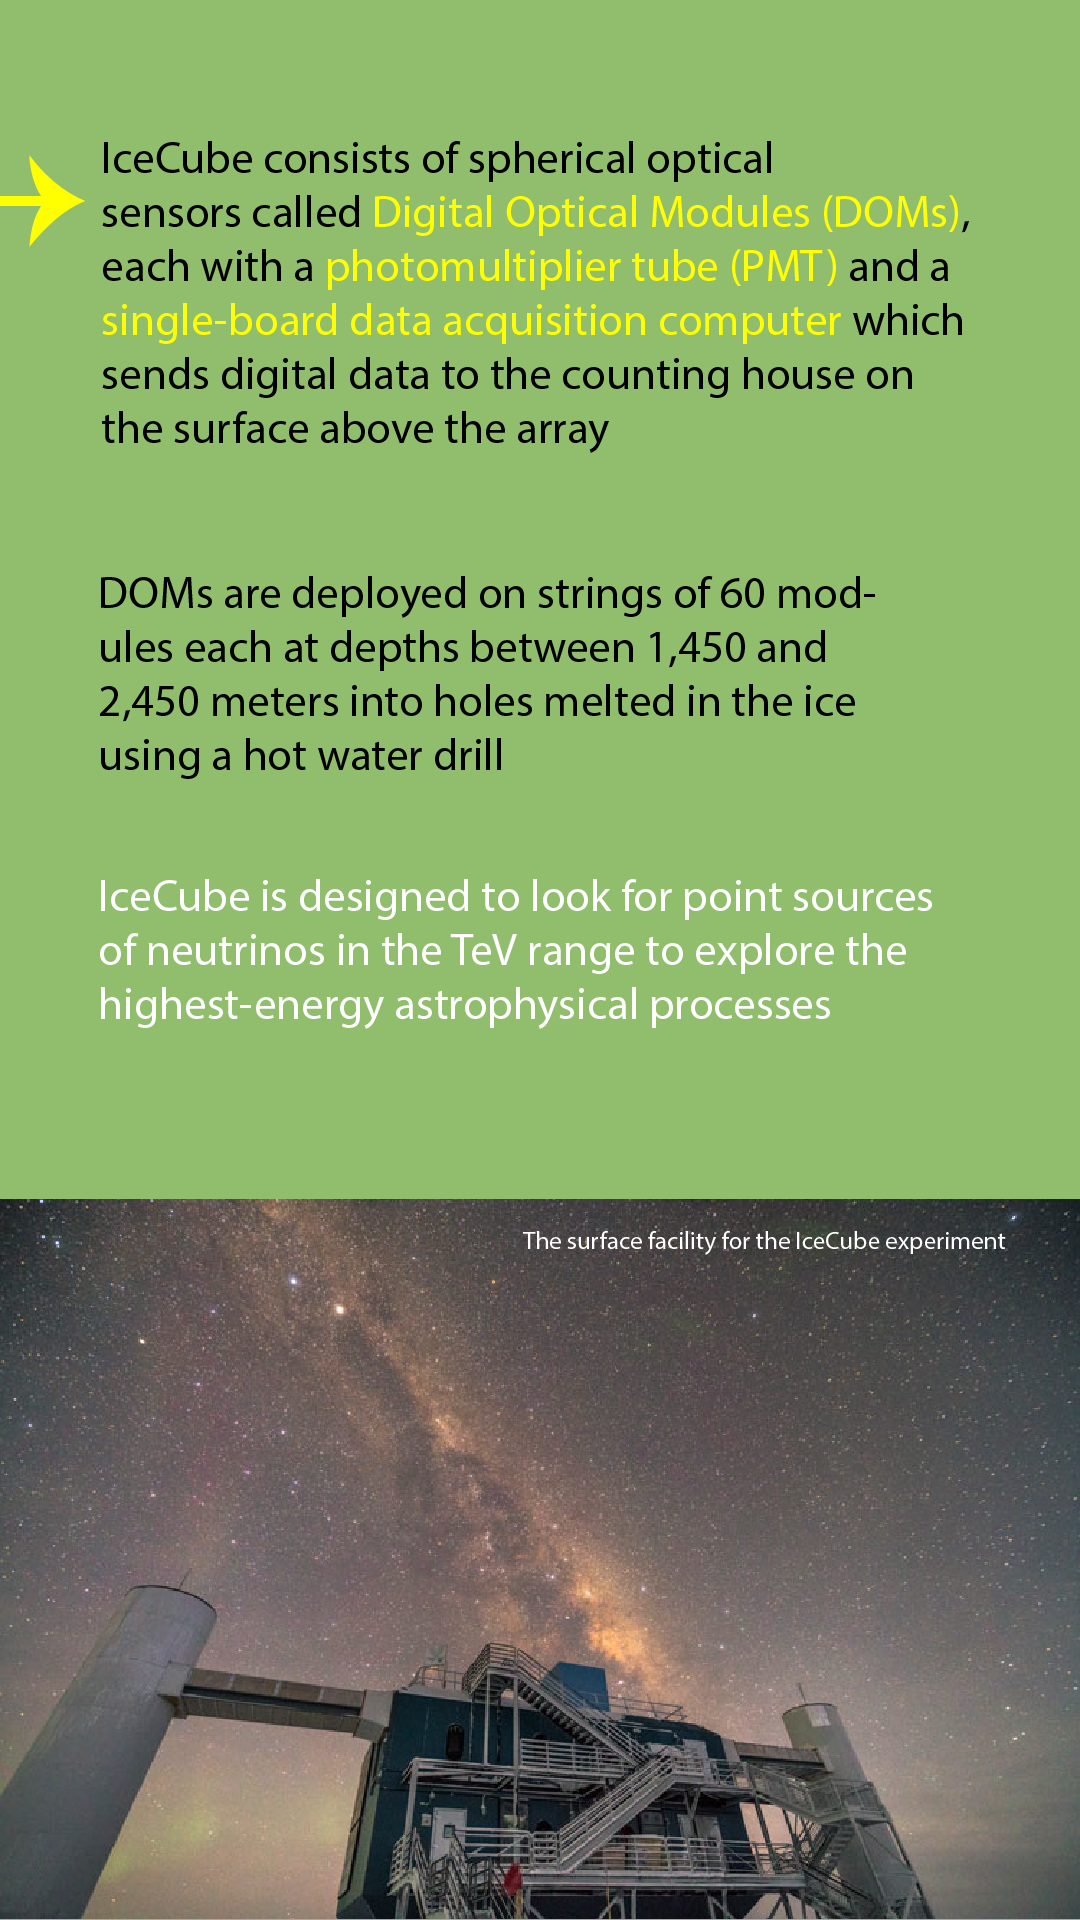 IceCube consists of spherical optical
sensors called Digital Optical Modules (DOMs),
each with a photomultiplier tube (PMT) and a
single-board data acquisition computer which
sends digital data to the counting house on
the surface above the array
DOMs are deployed on strings of 60 mod-
ules each at depths between 1,450 and
2,450 meters into holes melted in the ice
using a hot water drill
IceCube is designed to look for point sources
of neutrinos in the TeV range to explore the
highest-energy astrophysical processes
The surface facility for the IceCube experiment